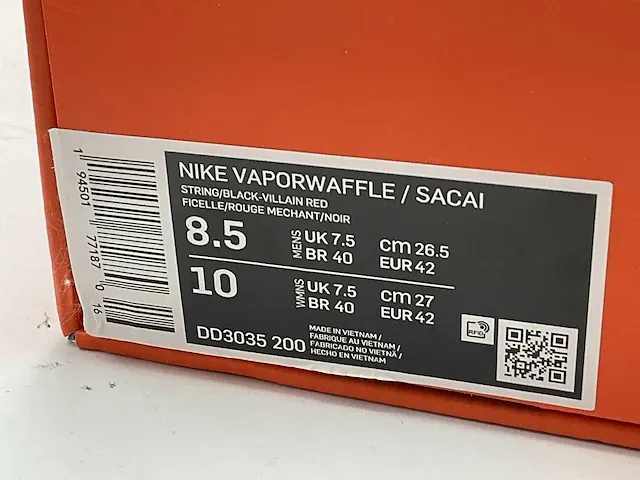 NIKE VAPORWAFFLE / SACAI
STRING/BLACK-VILLAIN RED
FICELLE/ROUGE MECHANT/NOIR
8.5 MENS UK 7.5 CM 26.5
BR 40 EUR 42
10 WMNS UK 7.5 CM 27
BR 40 EUR 42
DD3035 200
MADE IN VIETNAM /
FABRIQUE AU VIETNAM /
FABRICADO NO VIETNÃ /
HECHO EN VIETNAM
RFID
1 94501 77187 0 16